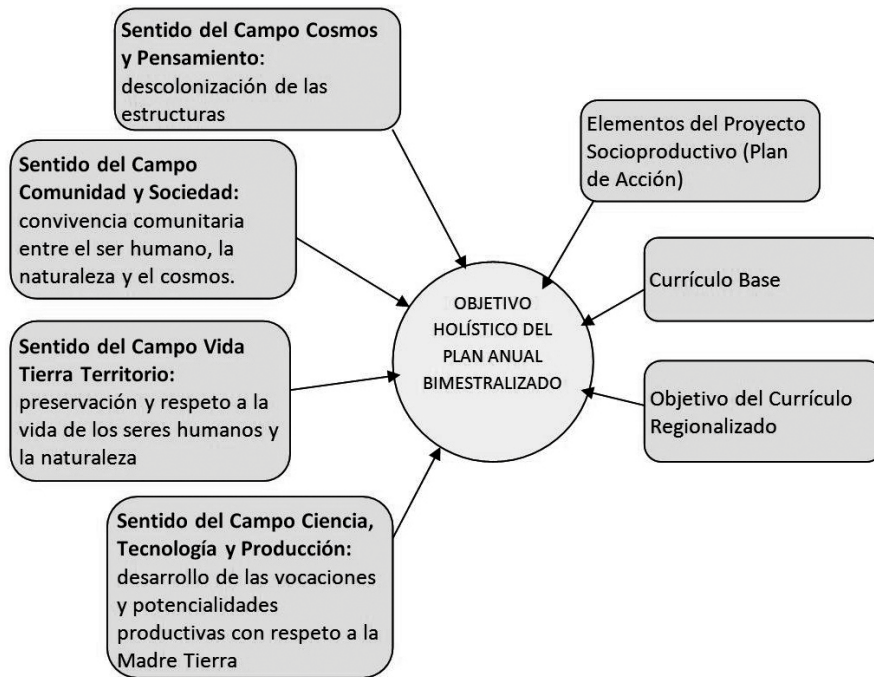 Sentido del Campo Cosmos
y Pensamiento:
descolonización de las
estructuras
Sentido del Campo
Comunidad y Sociedad:
convivencia comunitaria
entre el ser humano, la
naturaleza y el cosmos.
Sentido del Campo Vida
Tierra Territorio:
preservación y respeto a la
vida de los seres humanos y
la naturaleza
Sentido del Campo Ciencia,
Tecnología y Producción:
desarrollo de las vocaciones
y potencialidades
productivas con respeto a la
Madre Tierra
OBJETIVO
HOLÍSTICO DEL
PLAN ANUAL
BIMESTRALIZADO
Elementos del Proyecto
Socioproductivo (Plan
de Acción)
Currículo Base
Objetivo del Currículo
Regionalizado